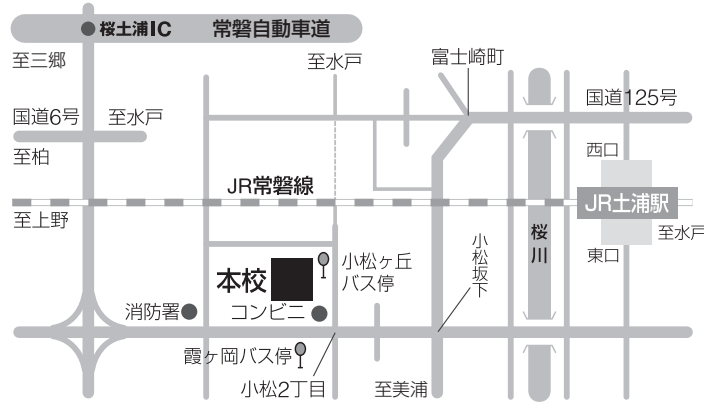 桜土浦IC 常磐自動車道
至三郷
至水戸
富士崎町
国道6号 至水戸
国道125号
至柏
西口
JR常磐線
JR土浦駅
至上野
至水戸
桜川
小松坂下
東口
小松ヶ丘
バス停
本校
消防署
コンビニ
霞ヶ岡バス停
小松2丁目
至美浦